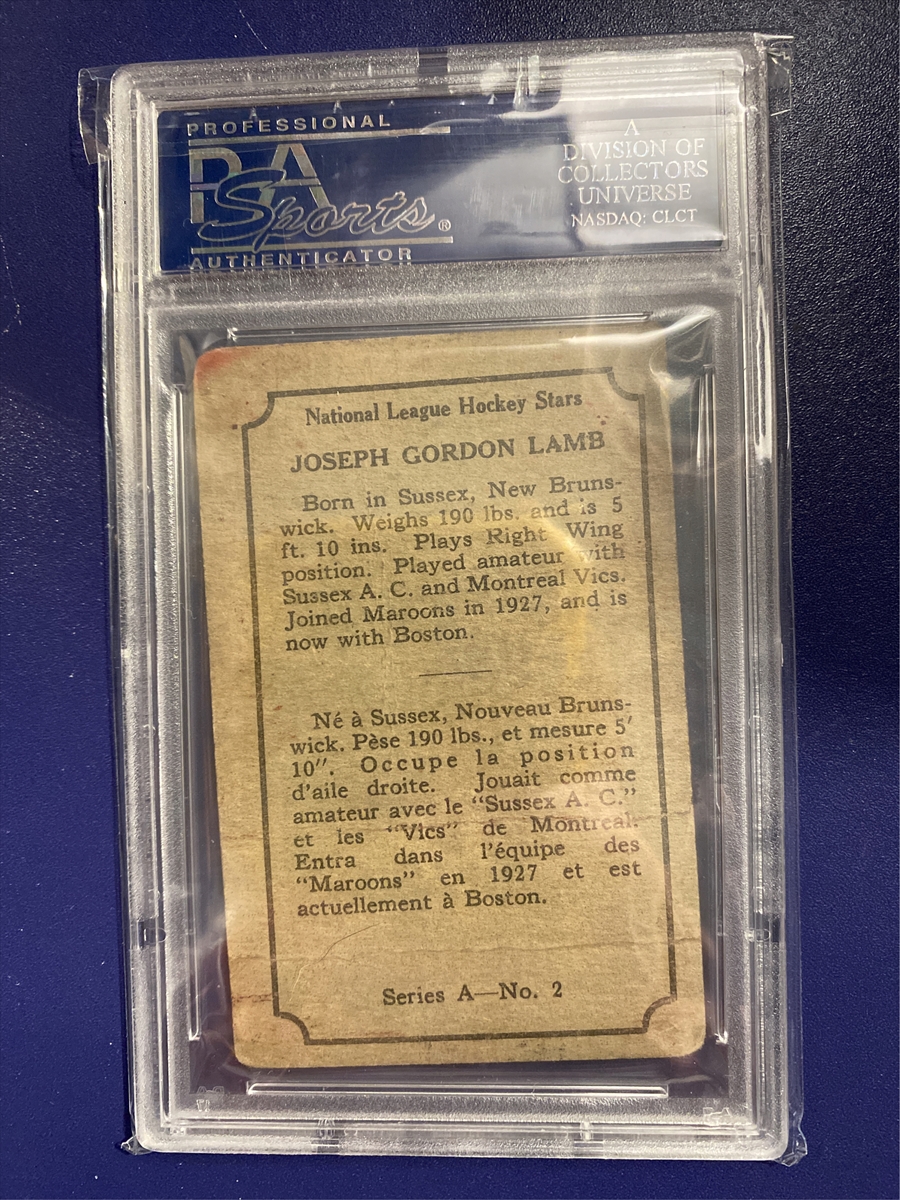 PROFESSIONAL
PSA
Sports®
AUTHENTICATOR
A
DIVISION OF
COLLECTORS
UNIVERSE
NASDAQ: CLCT
National League Hockey Stars
JOSEPH GORDON LAMB
Born in Sussex, New Bruns-
wick. Weighs 190 lbs. and is 5
ft. 10 ins. Plays Right Wing
position. Played amateur with
Sussex A. C. and Montreal Vics.
Joined Maroons in 1927, and is
now with Boston.
Né à Sussex, Nouveau Bruns-
wick. Pèse 190 lbs., et mesure 5′
10″. Occupe la position
d'aile droite. Jouait comme
amateur avec le “Sussex A. C.”
et les “Vics” de Montreal.
Entra dans l'équipe des
“Maroons” en 1927 et est
actuellement à Boston.
Series A—No. 2